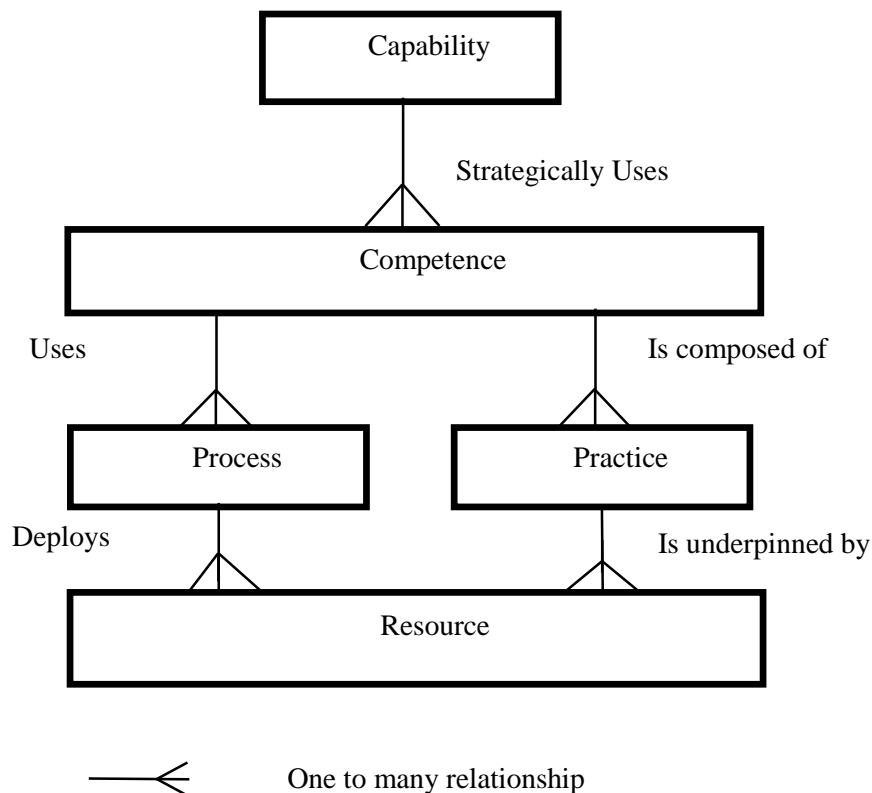 Capability
Strategically Uses
Competence
Uses
Is composed of
Process
Practice
Deploys
Is underpinned by
Resource
One to many relationship